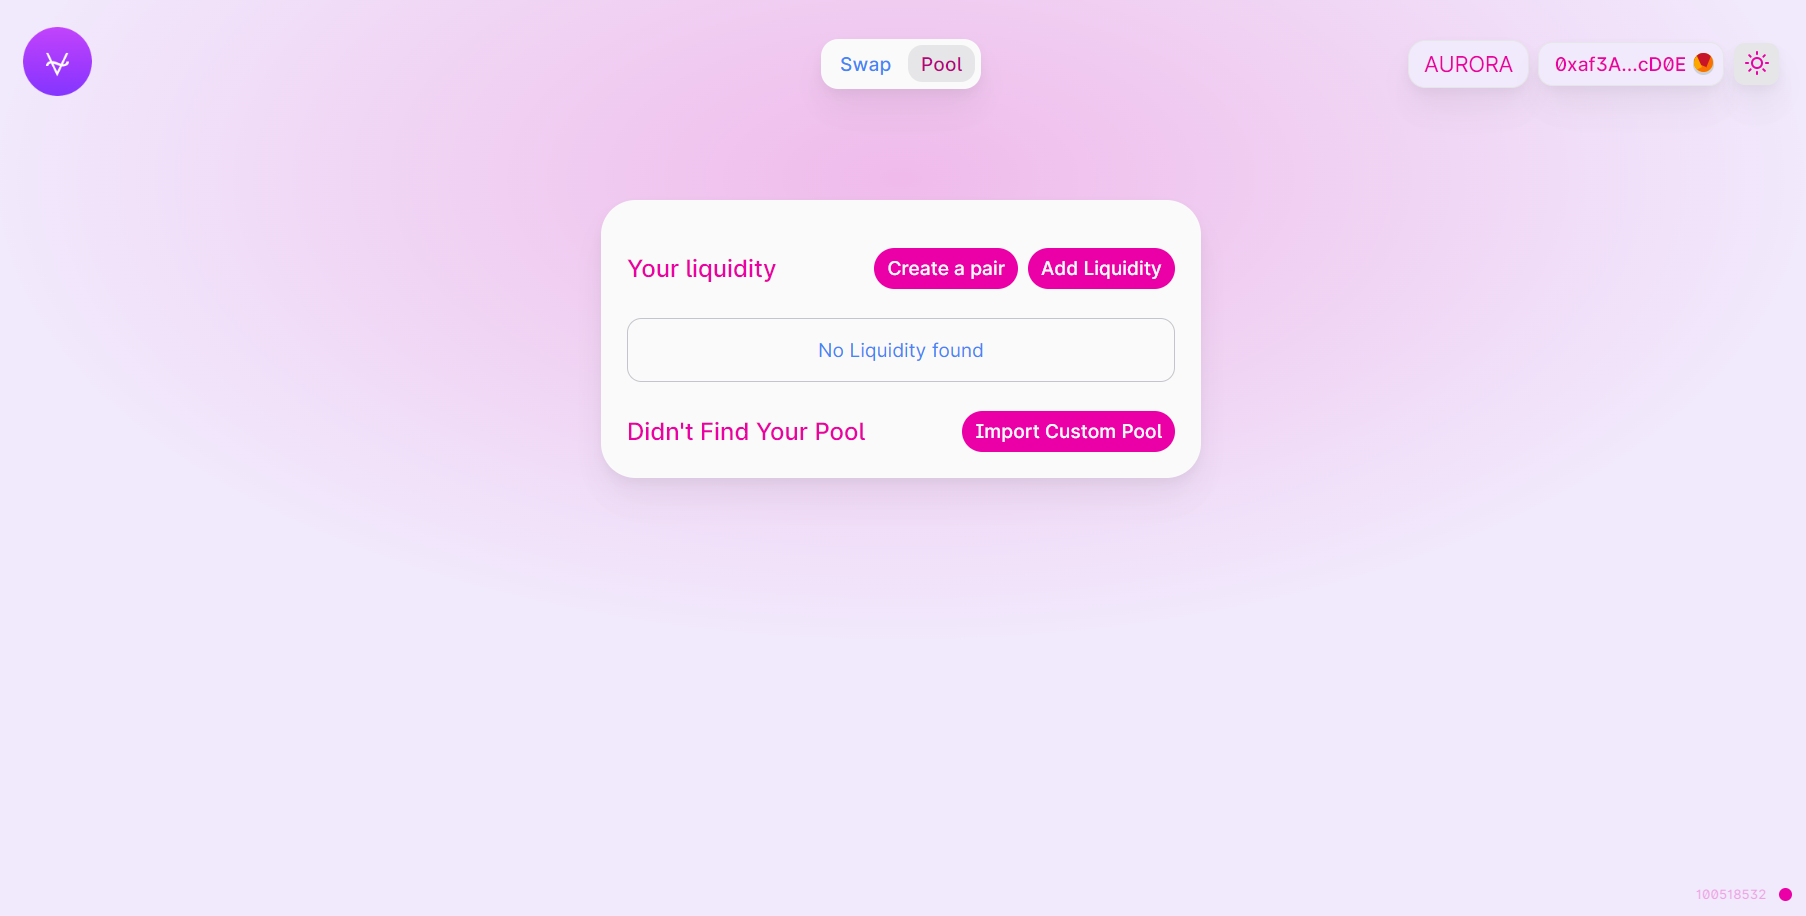 Swap Pool AURORA 0xaf3A...cD0E
Your liquidity Create a pair Add Liquidity
No Liquidity found
Didn't Find Your Pool Import Custom Pool
100518532